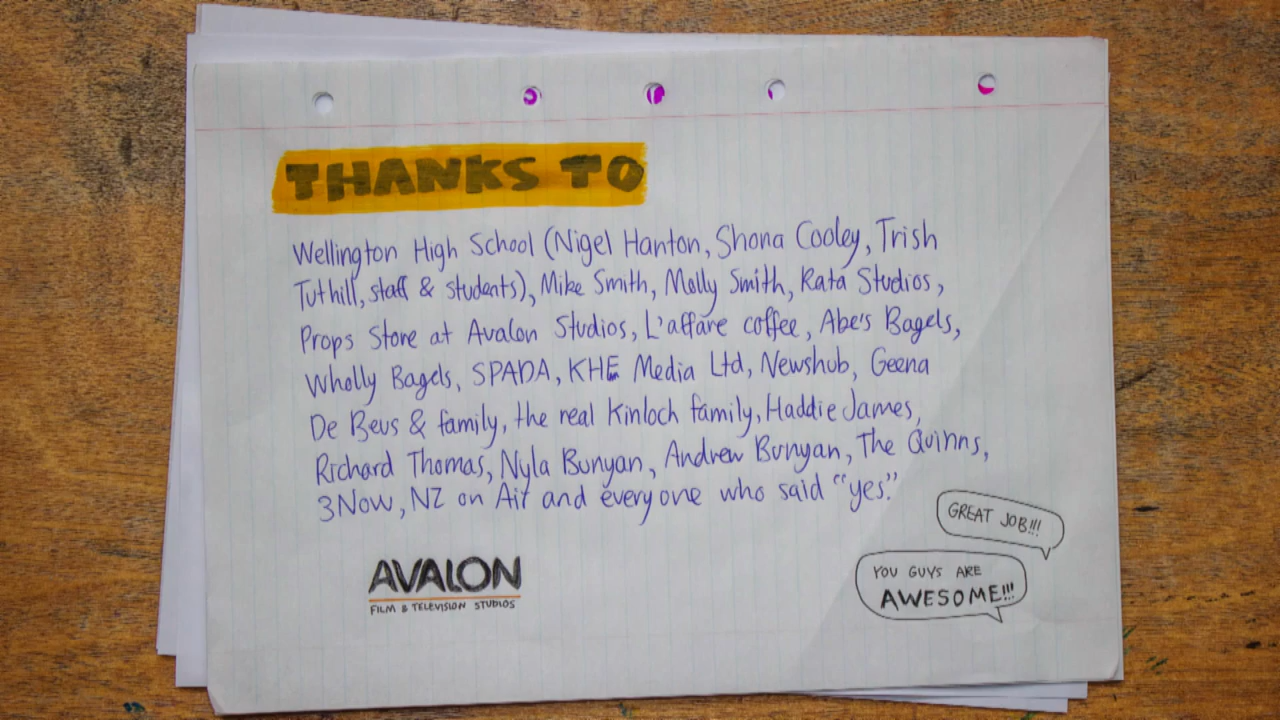 THANKS TO
Wellington High School (Nigel Hanton, Shona Cooley, Trish
Tuthill, staff & students), Mike Smith, Molly Smith, Rata Studios,
Props Store at Avalon Studios, L'affare coffee, Abe's Bagels,
Wholly Bagels, SPADA, KHE Media Ltd, Newshub, Geena
De Beus & family, the real Kinloch family, Haddie James,
Richard Thomas, Nyla Bunyan, Andrew Bunyan, The Quinns,
3Now, NZ on Air and everyone who said "yes."
GREAT JOB!!!
YOU GUYS ARE
AWESOME!!!
AVALON
FILM & TELEVISION STUDIOS